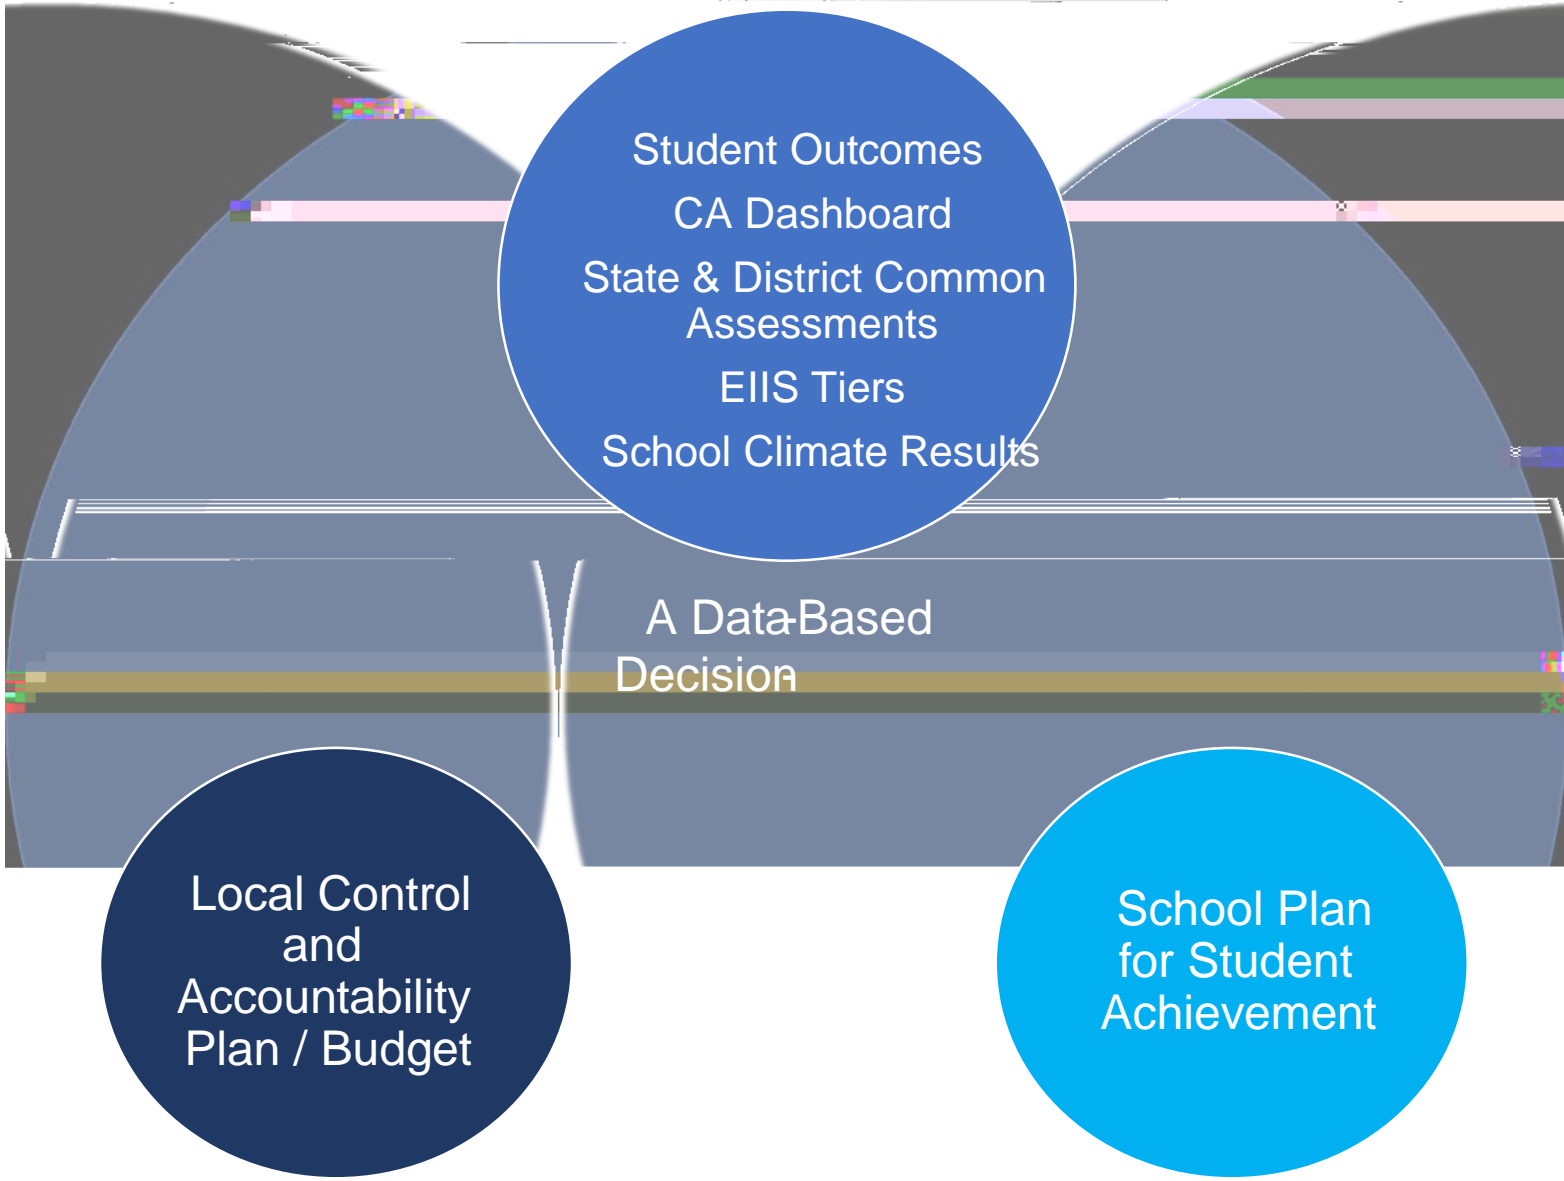 Student Outcomes
CA Dashboard
State & District Common
Assessments
EIIS Tiers
School Climate Results
A Data-Based
Decision-
Local Control
and
Accountability
Plan / Budget
School Plan
for Student
Achievement